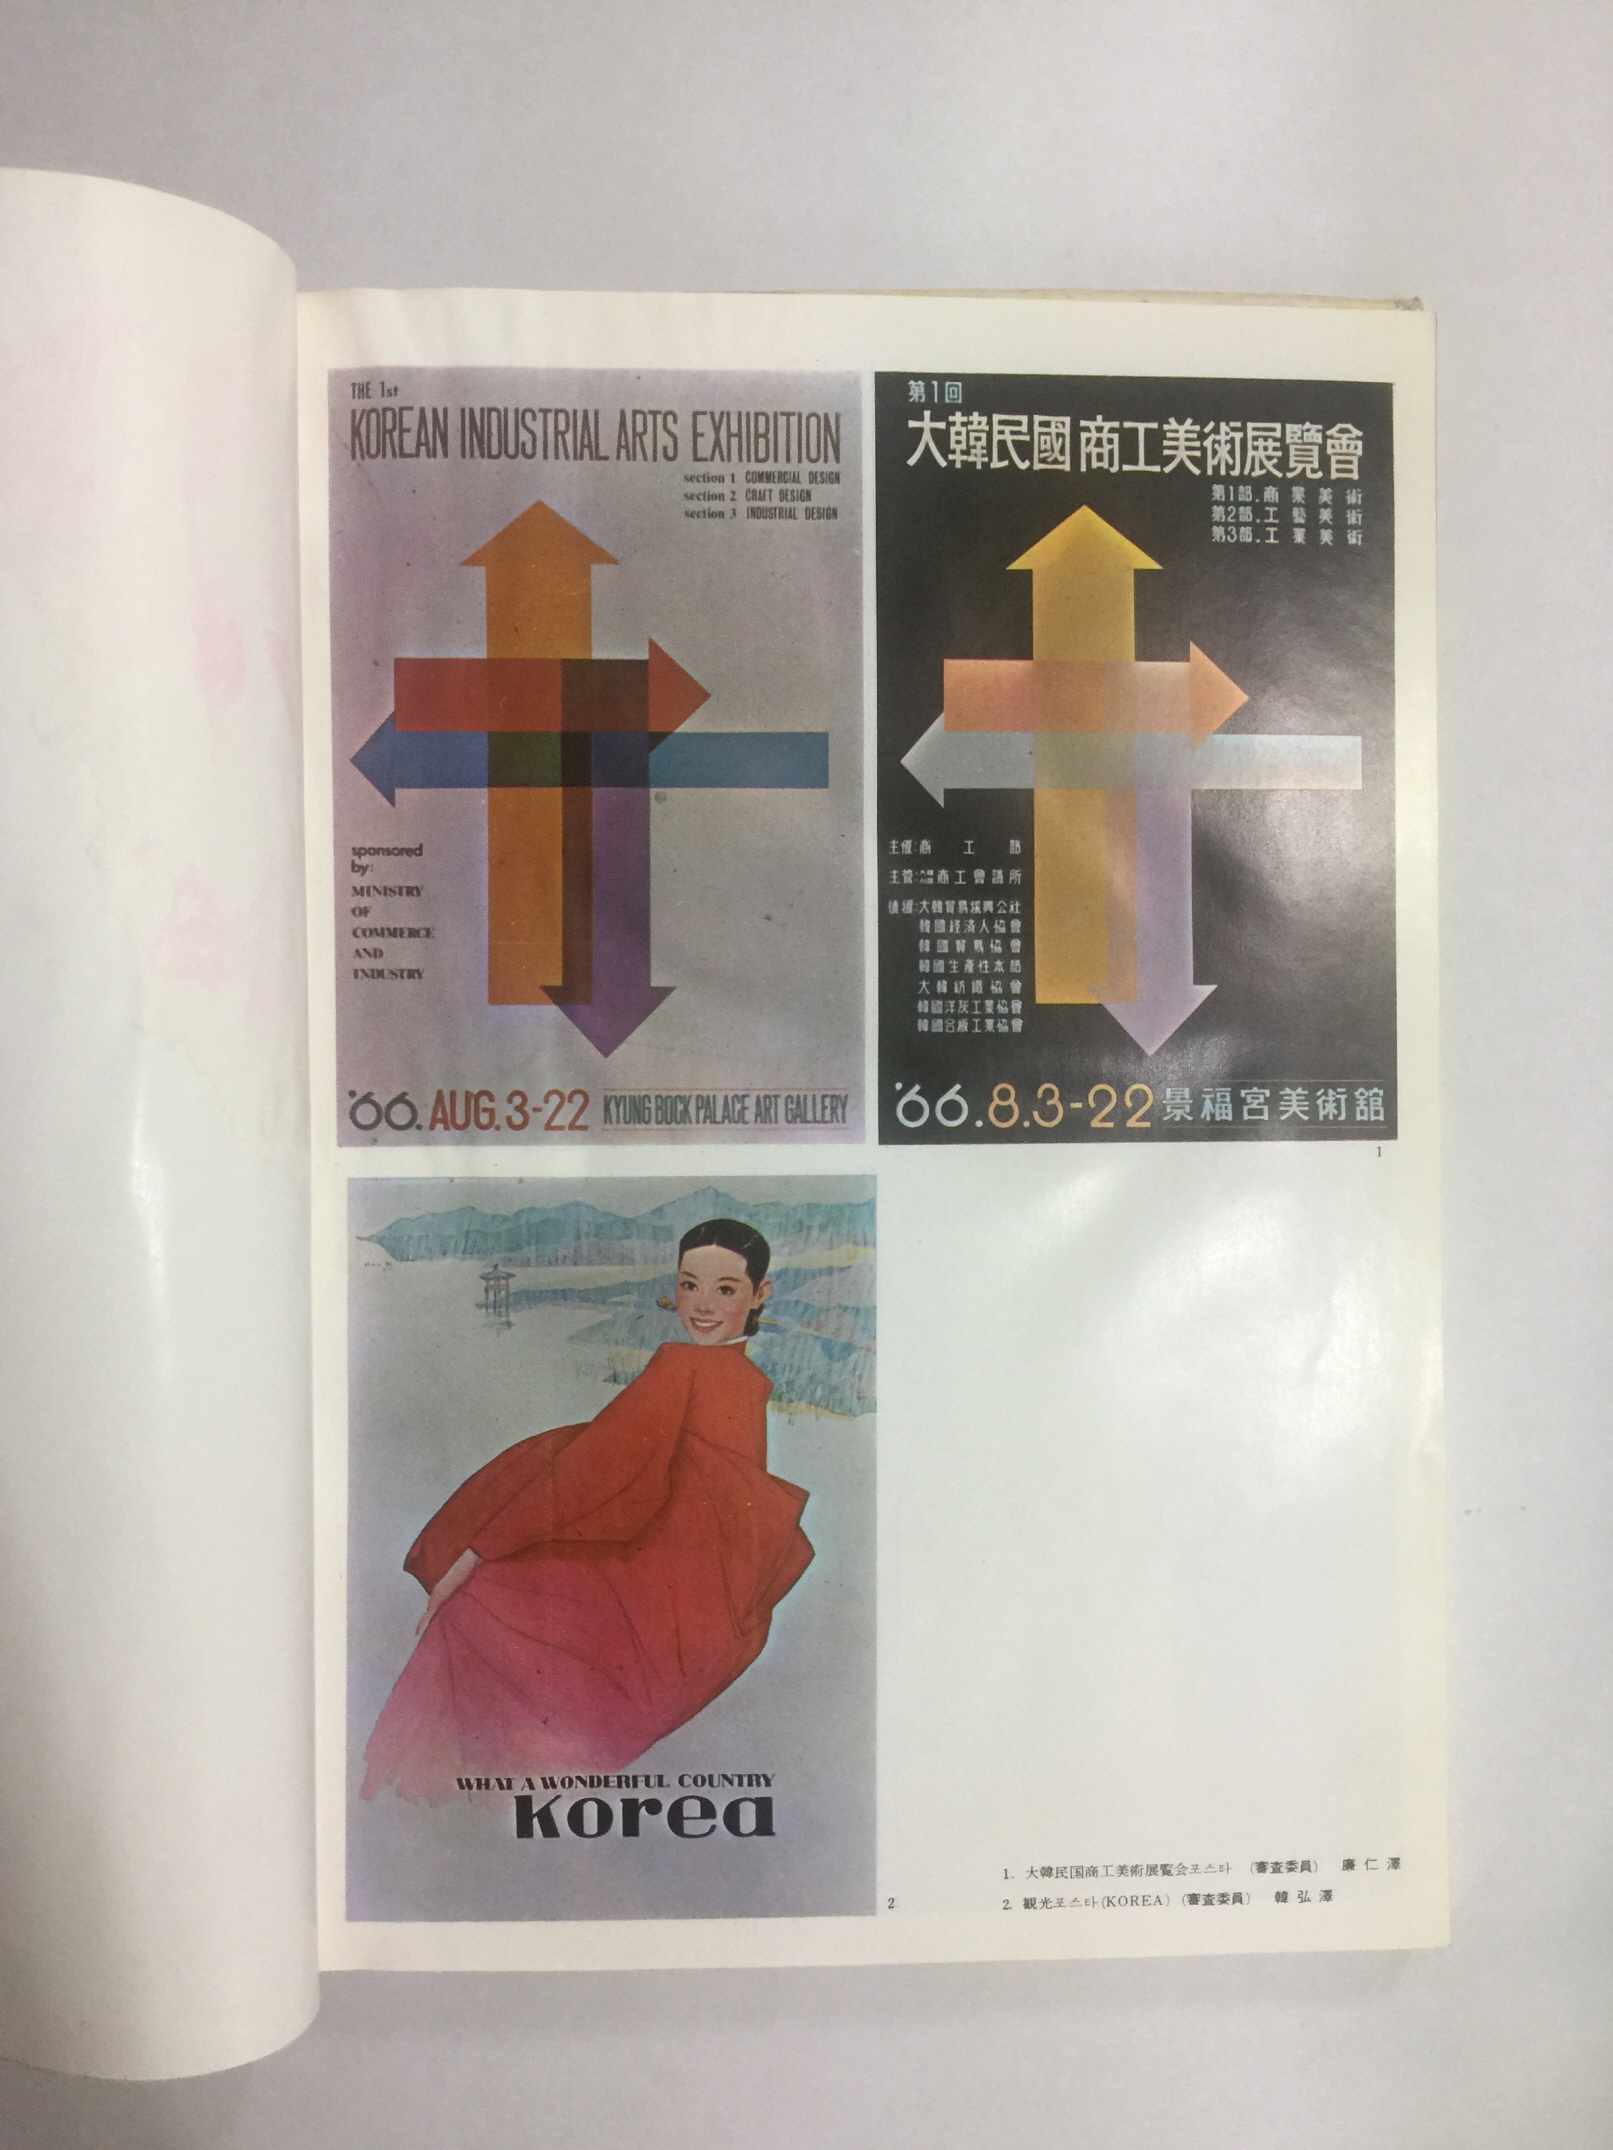 THE 1st
KOREAN INDUSTRIAL ARTS EXHIBITION
section 1 COMMERCIAL DESIGN
section 2 CRAFT DESIGN
section 3 INDUSTRIAL DESIGN
sponsored
by:
MINISTRY
OF
COMMERCE
AND
INDUSTRY
'66. AUG. 3-22 KYUNG BOCK PALACE ART GALLERY
第1回
大韓民國商工美術展覽會
第1部.商業美術
第2部.工藝美術
第3部.工業美術
主催:商工部
主管:商工會議所
後援:大韓貿易振興公社
韓國経済人協會
韓國貿易協會
韓國生産性本部
大韓紡織協會
韓國洋灰工業協會
韓國合板工業協會
'66.8.3-22 景福宮美術館
1
WHAT A WONDERFUL COUNTRY
Korea
2
1. 大韓民国商工美術展覧会포스타 (審査委員) 廉仁澤
2. 観光포스타(KOREA) (審査委員) 韓弘澤